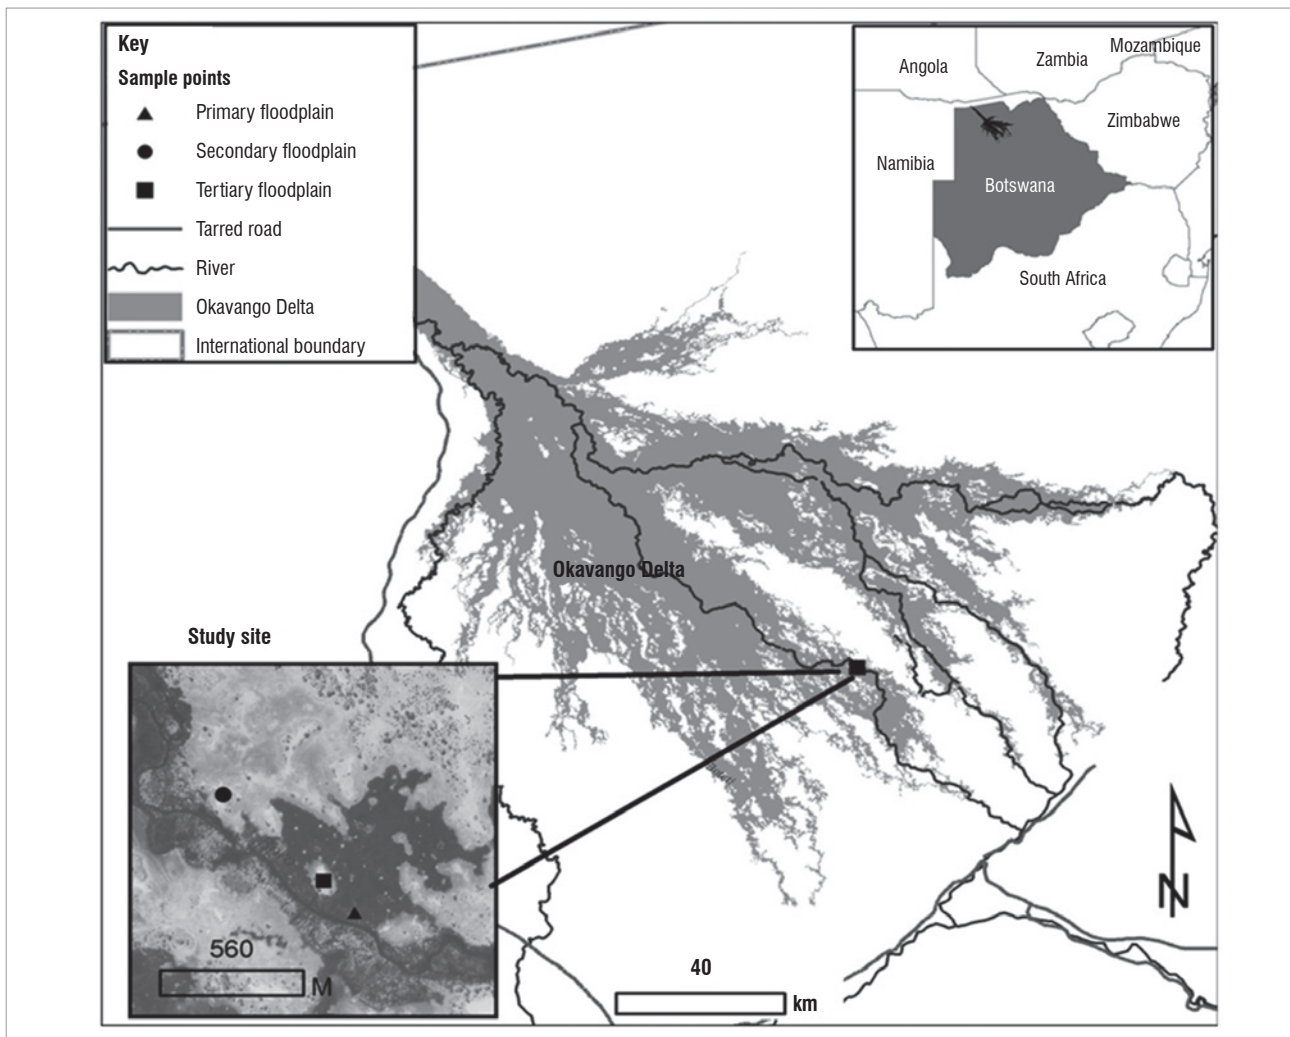 Key
Sample points
Primary floodplain
Secondary floodplain
Tertiary floodplain
Tarred road
River
Okavango Delta
International boundary
Angola
Zambia
Mozambique
Zimbabwe
Namibia
Botswana
South Africa
Okavango Delta
Study site
560
M
40
km
N